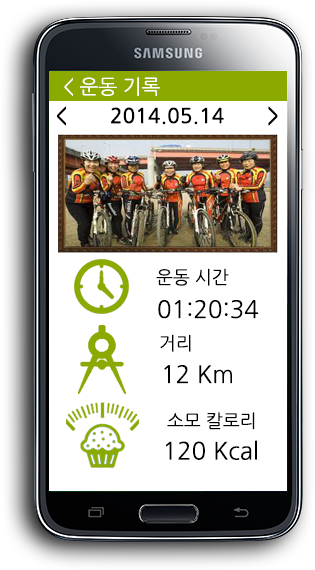 SAMSUNG
< 운동 기록
< 2014.05.14 >
운동 시간
01:20:34
거리
12 Km
소모 칼로리
120 Kcal